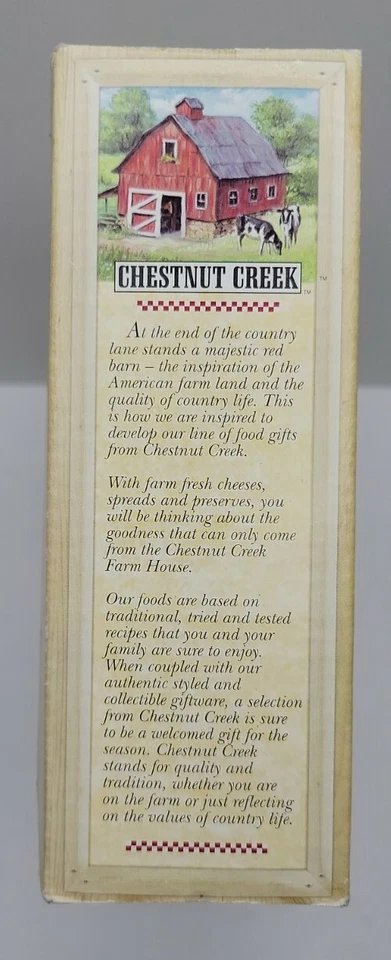 CHESTNUT CREEK™ ™
At the end of the country
lane stands a majestic red
barn – the inspiration of the
American farm land and the
quality of country life. This
is how we are inspired to
develop our line of food gifts
from Chestnut Creek.
With farm fresh cheeses,
spreads and preserves, you
will be thinking about the
goodness that can only come
from the Chestnut Creek
Farm House.
Our foods are based on
traditional, tried and tested
recipes that you and your
family are sure to enjoy.
When coupled with our
authentic styled and
collectible giftware, a selection
from Chestnut Creek is sure
to be a welcomed gift for the
season. Chestnut Creek
stands for quality and
tradition, whether you are
on the farm or just reflecting
on the values of country life.